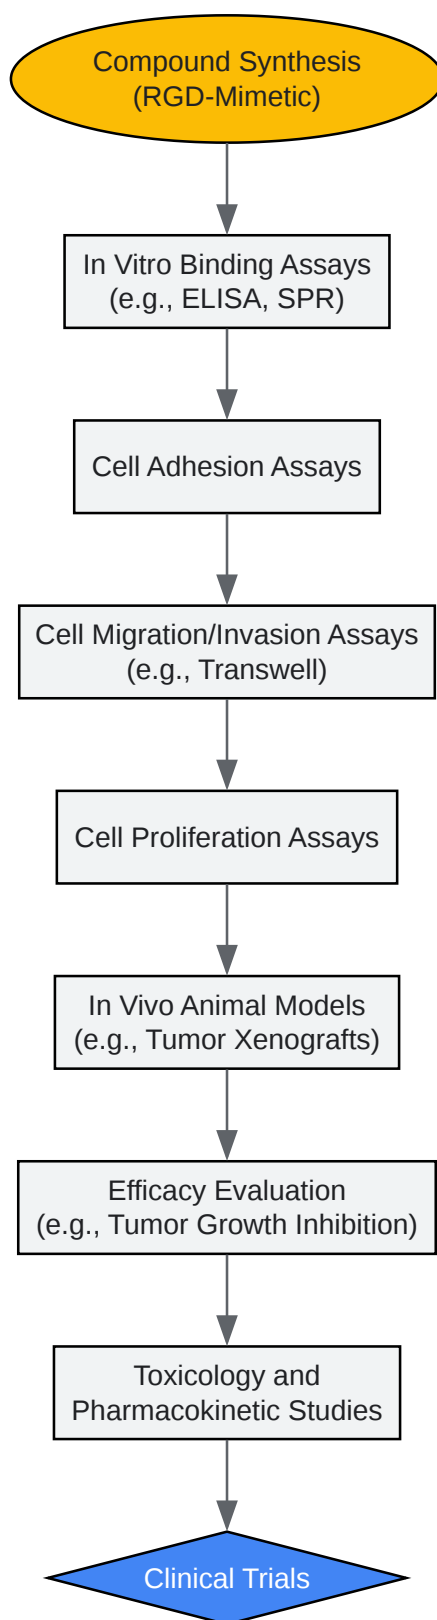 Compound Synthesis
(RGD-Mimetic)
In Vitro Binding Assays
(e.g., ELISA, SPR)
Cell Adhesion Assays
Cell Migration/Invasion Assays
(e.g., Transwell)
Cell Proliferation Assays
In Vivo Animal Models
(e.g., Tumor Xenografts)
Efficacy Evaluation
(e.g., Tumor Growth Inhibition)
Toxicology and
Pharmacokinetic Studies
Clinical Trials